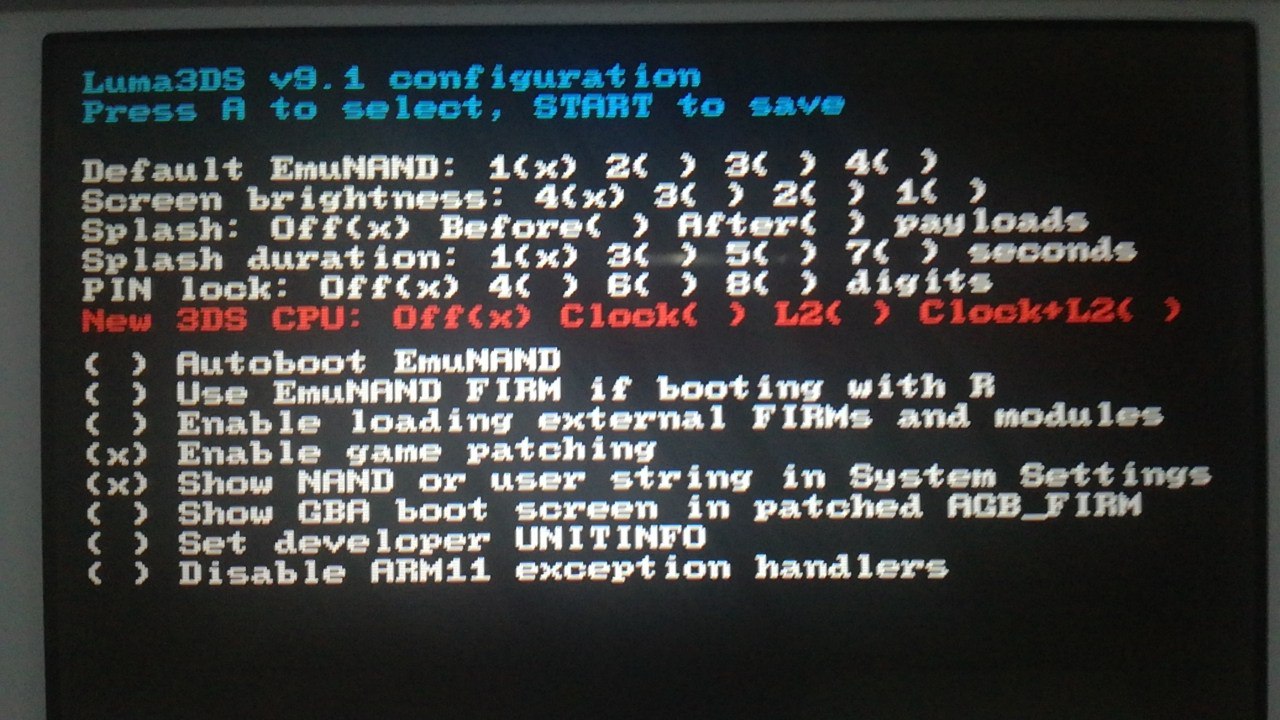 Luma3DS v9.1 configuration
Press A to select, START to save
Default EmuNAND: 1(x) 2( ) 3( ) 4( )
Screen brightness: 4(x) 3( ) 2( ) 1( )
Splash: Off(x) Before( ) After( ) payloads
Splash duration: 1(x) 3( ) 5( ) 7( ) seconds
PIN lock: Off(x) 4( ) 6( ) 8( ) digits
New 3DS CPU: Off(x) Clock( ) L2( ) Clock+L2( )
( ) Autoboot EmuNAND
( ) Use EmuNAND FIRM if booting with R
( ) Enable loading external FIRMs and modules
(x) Enable game patching
(x) Show NAND or user string in System Settings
( ) Show GBA boot screen in patched AGB_FIRM
( ) Set developer UNITINFO
( ) Disable ARM11 exception handlers